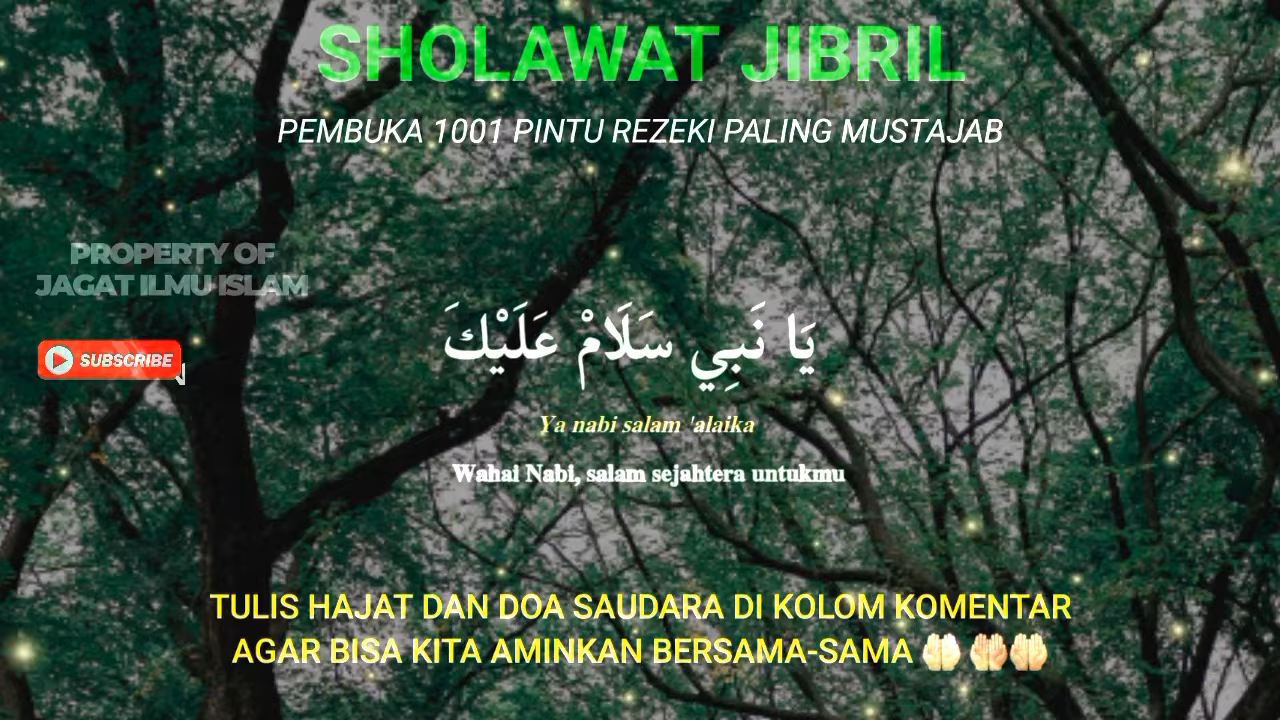 SHOLAWAT JIBRIL
PEMBUKA 1001 PINTU REZEKI PALING MUSTAJAB
PROPERTY OF
JAGAT ILMU ISLAM
SUBSCRIBE
يَا نَبِي سَلَامْ عَلَيْكَ
Ya nabi salam 'alaika
Wahai Nabi, salam sejahtera untukmu
TULIS HAJAT DAN DOA SAUDARA DI KOLOM KOMENTAR
AGAR BISA KITA AMINKAN BERSAMA-SAMA 🤲🏻 🤲🏼🤲🏼